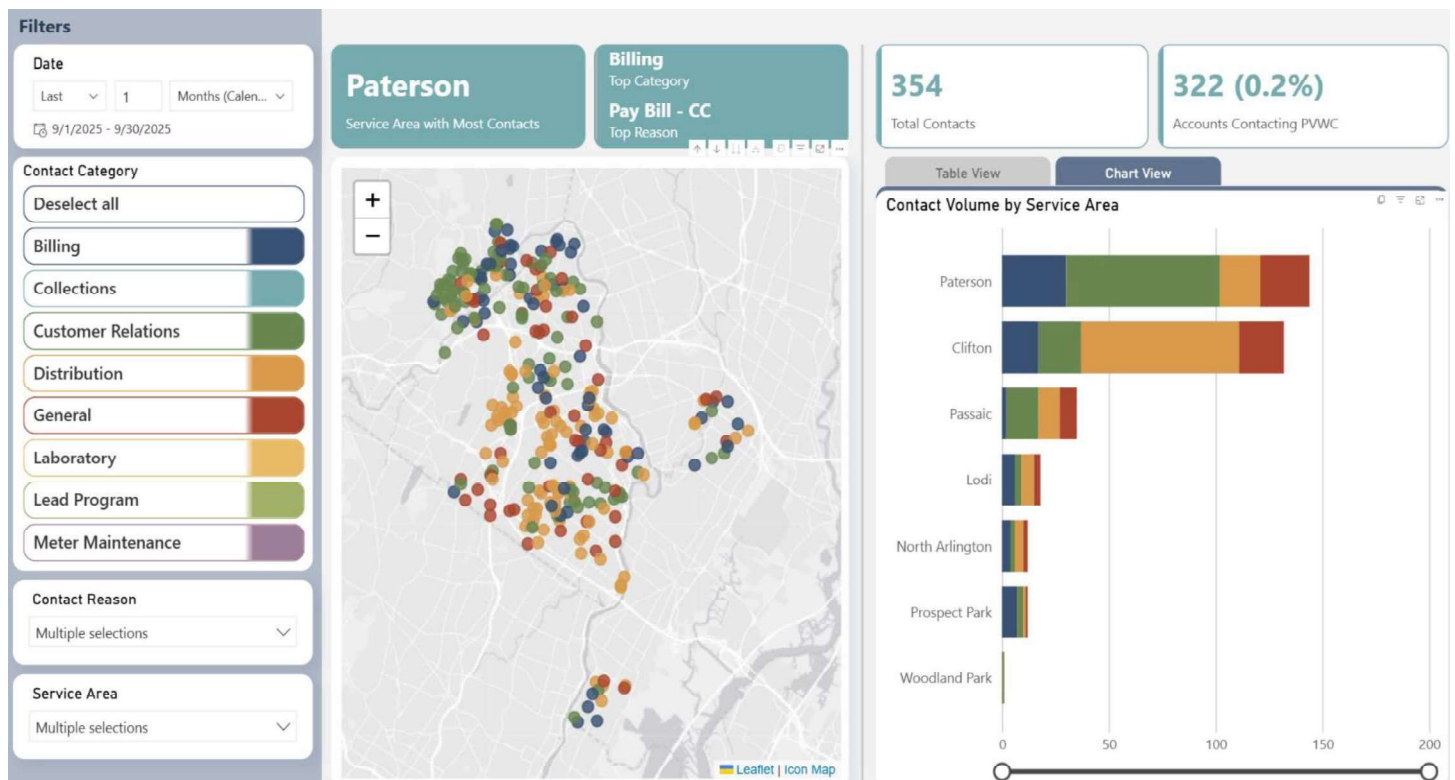 Filters
Date
Last 1 Months (Calen...
9/1/2025 - 9/30/2025
Contact Category
Deselect all
Billing
Collections
Customer Relations
Distribution
General
Laboratory
Lead Program
Meter Maintenance
Contact Reason
Multiple selections
Service Area
Multiple selections
Paterson
Service Area with Most Contacts
Billing
Top Category
Pay Bill - CC
Top Reason
+
−
Leaflet | Icon Map
354
Total Contacts
322 (0.2%)
Accounts Contacting PVWC
Table View
Chart View
Contact Volume by Service Area
Paterson
Clifton
Passaic
Lodi
North Arlington
Prospect Park
Woodland Park
0 50 100 150 200